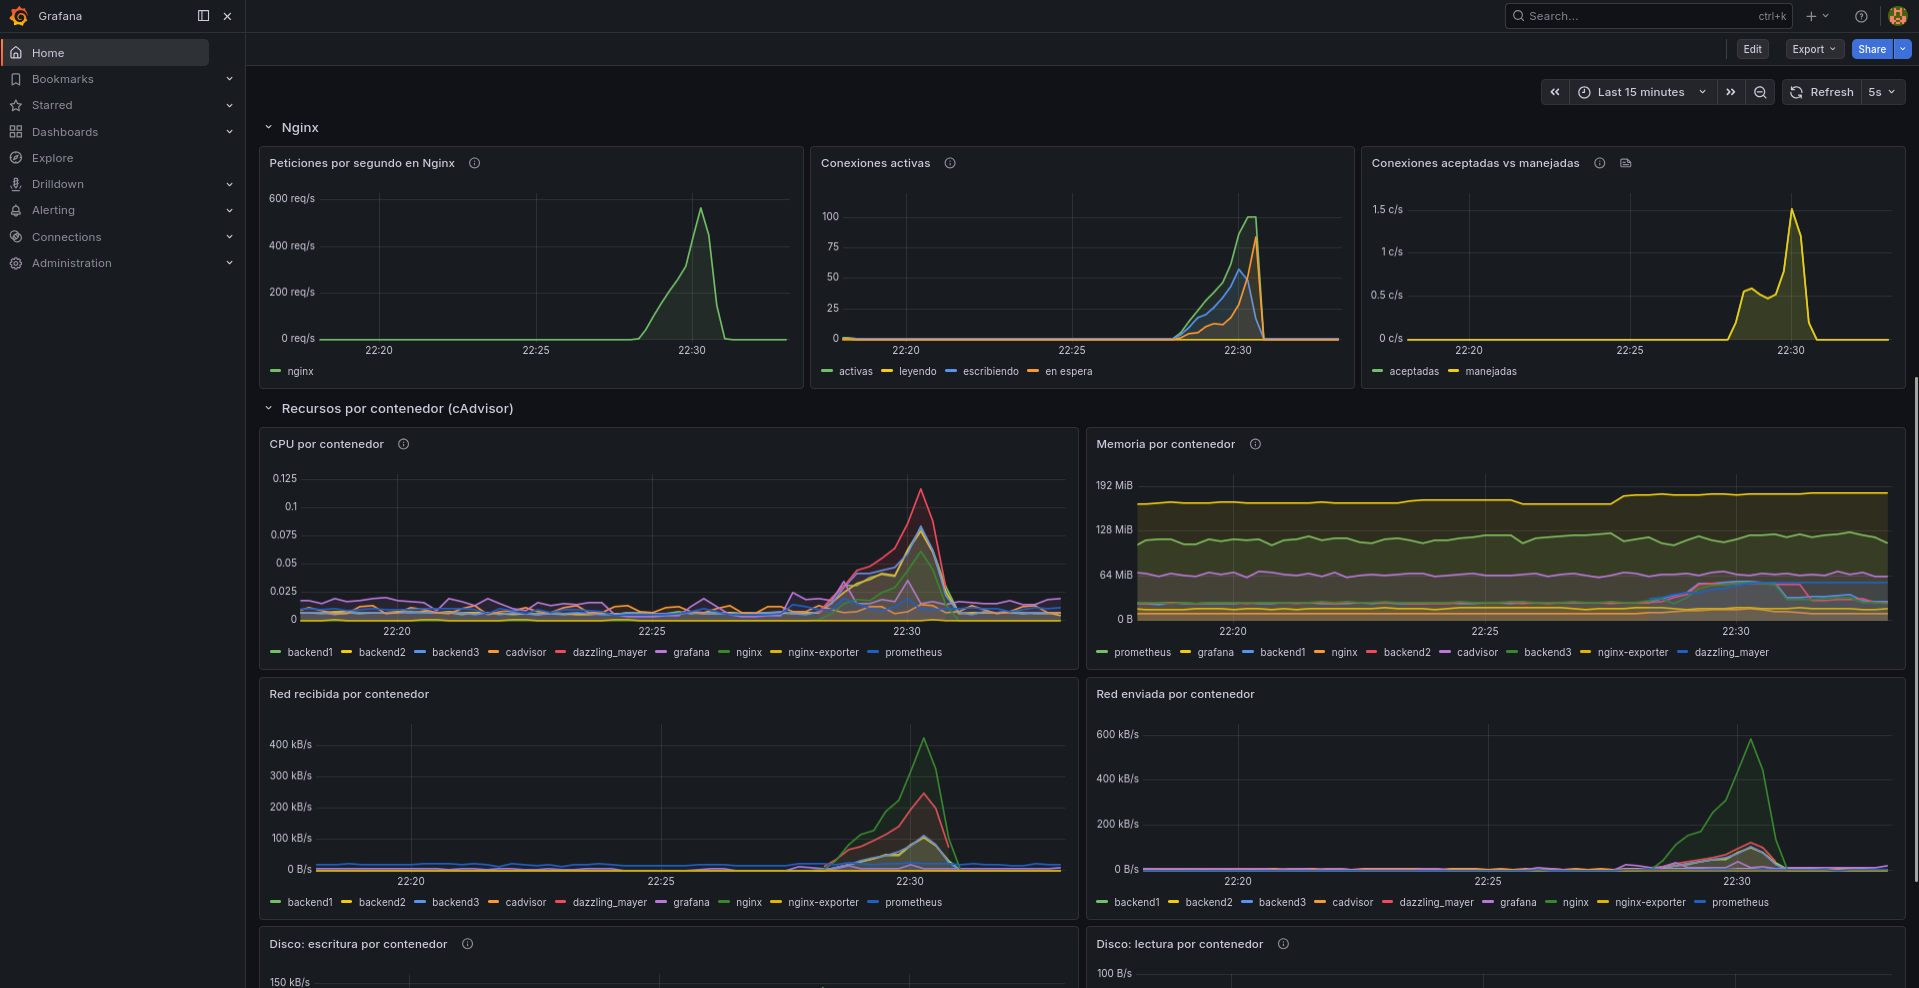 Grafana
Search...
ctrl+k
Home
Bookmarks
Starred
Dashboards
Explore
Drilldown
Alerting
Connections
Administration
Edit
Export
Share
Last 15 minutes
Refresh
5s
Nginx
Peticiones por segundo en Nginx
600 req/s
400 req/s
200 req/s
0 req/s
22:20
22:25
22:30
nginx
Conexiones activas
100
75
50
25
0
22:20
22:25
22:30
activas
leyendo
escribiendo
en espera
Conexiones aceptadas vs manejadas
1.5 c/s
1 c/s
0.5 c/s
0 c/s
22:20
22:25
22:30
aceptadas
manejadas
Recursos por contenedor (cAdvisor)
CPU por contenedor
0.125
0.1
0.075
0.05
0.025
0
22:20
22:25
22:30
backend1
backend2
backend3
cadvisor
dazzling_mayer
grafana
nginx
nginx-exporter
prometheus
Memoria por contenedor
192 MiB
128 MiB
64 MiB
0 B
22:20
22:25
22:30
prometheus
grafana
backend1
nginx
backend2
cadvisor
backend3
nginx-exporter
dazzling_mayer
Red recibida por contenedor
400 kB/s
300 kB/s
200 kB/s
100 kB/s
0 B/s
22:20
22:25
22:30
backend1
backend2
backend3
cadvisor
dazzling_mayer
grafana
nginx
nginx-exporter
prometheus
Red enviada por contenedor
600 kB/s
400 kB/s
200 kB/s
0 B/s
22:20
22:25
22:30
backend1
backend2
backend3
cadvisor
dazzling_mayer
grafana
nginx
nginx-exporter
prometheus
Disco: escritura por contenedor
150 kB/s
Disco: lectura por contenedor
100 B/s